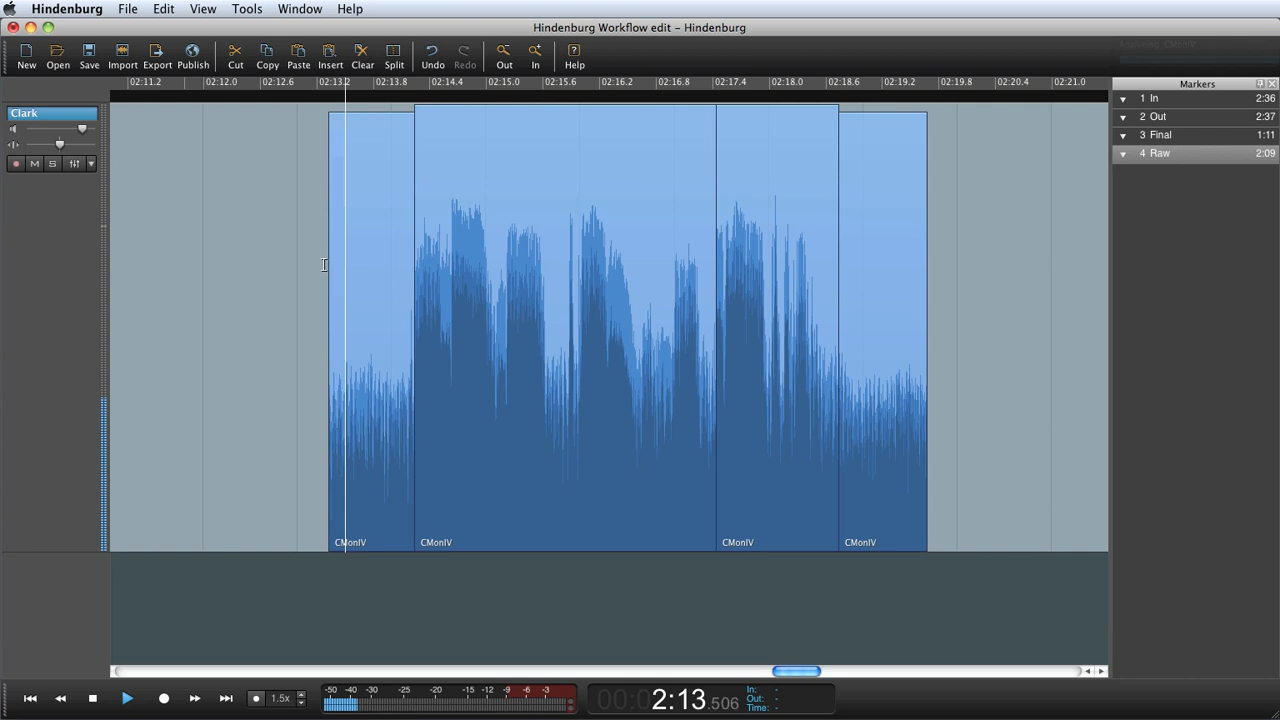 Hindenburg File Edit View Tools Window Help
Hindenburg Workflow edit – Hindenburg
New Open Save Import Export Publish Cut Copy Paste Insert Clear Split Undo Redo Out In Help
02:11.2 02:12.0 02:12.6 02:13.2 02:13.8 02:14.4 02:15.0 02:15.6 02:16.2 02:16.8 02:17.4 02:18.0 02:18.6 02:19.2 02:19.8 02:20.4 02:21.0
Markers
Clark
1 In 2:36
2 Out 2:37
3 Final 1:11
M S
4 Raw 2:09
CMonIV CMonIV CMonIV CMonIV
1.5x
-50 -40 -30 -25 -20 -15 -12 -9 -6 -3
00:02:13.506
In: -
Out: -
Time: -